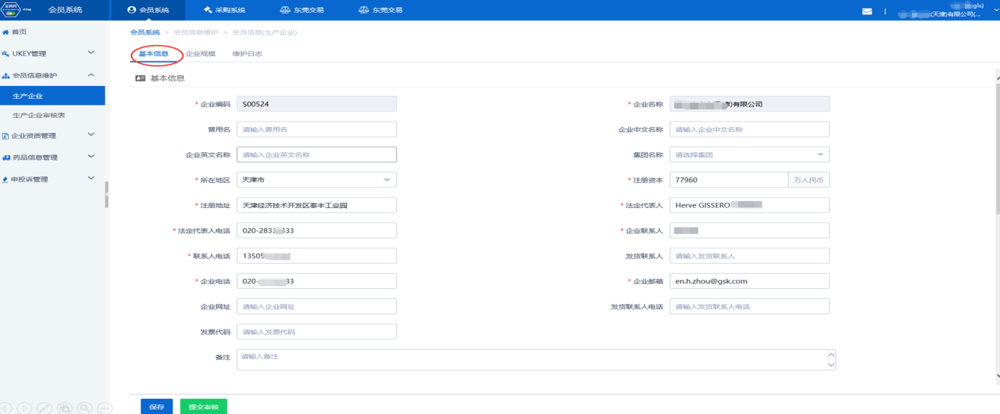 会员系统
会员系统 采购系统 东莞交易 东莞交易
gls)
(天津)有限公司(...
首页
UKEY管理
会员信息维护
生产企业
生产企业审核表
企业资质管理
药品信息管理
申投诉管理
会员系统 > 会员信息维护 > 会员信息(生产企业)
基本信息 企业规模 维护日志
基本信息
* 企业编码 S00524 * 企业名称 津)有限公司
曾用名 请输入曾用名 企业中文名称 请输入企业中文名称
企业英文名称 请输入企业英文名称 集团名称 请选择集团
* 所在地区 天津市 * 注册资本 77960 万人民币
* 注册地址 天津经济技术开发区泰丰工业园 * 法定代表人 Herve GISSERO
* 法定代表人电话 020-283 433 * 企业联系人
* 联系人电话 1350 发货联系人 请输入发货联系人
* 企业电话 020- 33 * 企业邮箱 en.h.zhou@gsk.com
企业网址 请输入企业网址 发货联系人电话 请输入发货联系人电话
发票代码 请输入发票代码
备注 请输入备注
保存 提交审核